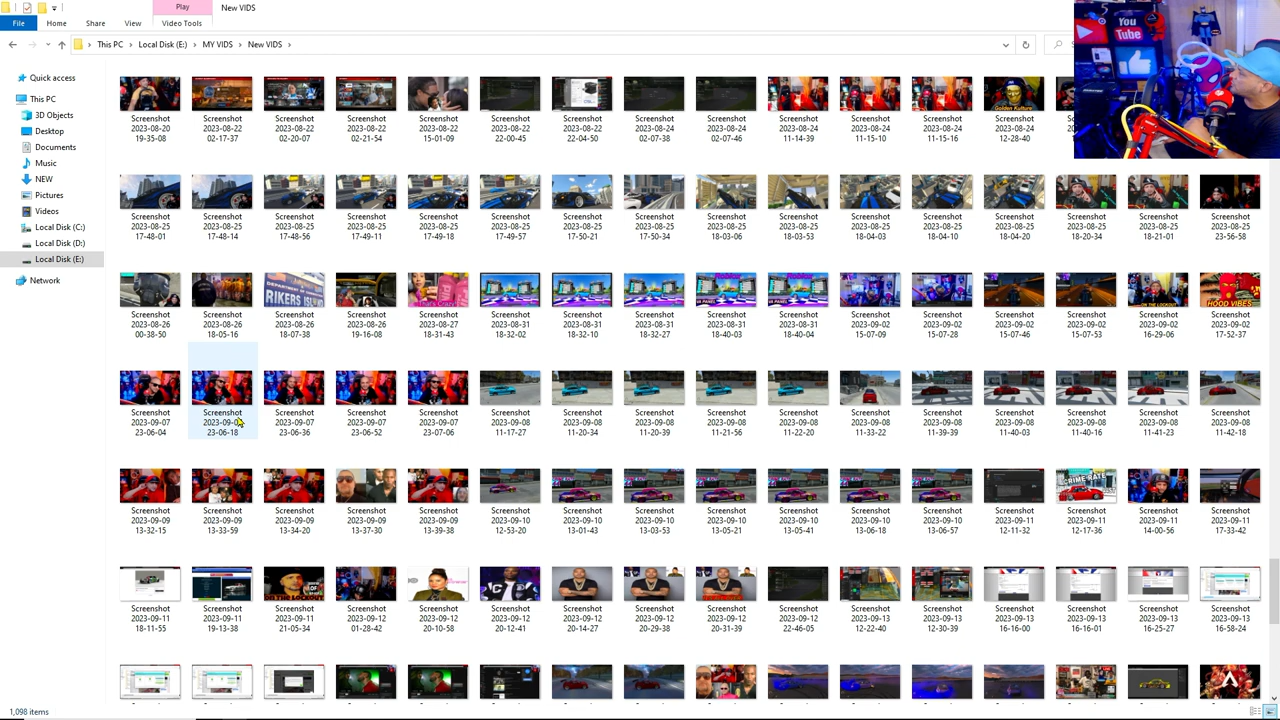 Play
New VIDS
File
Home
Share
View
Video Tools
This PC
Local Disk (E:)
MY VIDS
New VIDS
You
Tube
Quick access
This PC
3D Objects
Desktop
Documents
Music
NEW
Pictures
Videos
Local Disk (C:)
Local Disk (D:)
Local Disk (E:)
Network
Golden Kulture
Screenshot 2023-08-20 19-35-08
Screenshot 2023-08-22 02-17-37
Screenshot 2023-08-22 02-20-07
Screenshot 2023-08-22 02-21-54
Screenshot 2023-08-22 15-01-09
Screenshot 2023-08-22 22-00-45
Screenshot 2023-08-22 22-04-50
Screenshot 2023-08-24 02-07-38
Screenshot 2023-08-24 02-07-46
Screenshot 2023-08-24 11-14-39
Screenshot 2023-08-24 11-15-10
Screenshot 2023-08-24 11-15-16
Screenshot 2023-08-24 12-28-40
Screenshot 2023-08-25 17-48-01
Screenshot 2023-08-25 17-48-14
Screenshot 2023-08-25 17-48-56
Screenshot 2023-08-25 17-49-11
Screenshot 2023-08-25 17-49-18
Screenshot 2023-08-25 17-49-57
Screenshot 2023-08-25 17-50-21
Screenshot 2023-08-25 17-50-34
Screenshot 2023-08-25 18-03-06
Screenshot 2023-08-25 18-03-53
Screenshot 2023-08-25 18-04-03
Screenshot 2023-08-25 18-04-10
Screenshot 2023-08-25 18-04-20
Screenshot 2023-08-25 18-20-34
Screenshot 2023-08-25 18-21-01
Screenshot 2023-08-25 23-56-58
RIKERS ISLAND
ON THE LOCKOUT
HOOD VIBES
Screenshot 2023-08-26 00-38-50
Screenshot 2023-08-26 18-05-16
Screenshot 2023-08-26 18-07-38
Screenshot 2023-08-26 19-16-08
Screenshot 2023-08-27 18-31-43
Screenshot 2023-08-31 18-32-02
Screenshot 2023-08-31 18-32-10
Screenshot 2023-08-31 18-32-27
Screenshot 2023-08-31 18-40-03
Screenshot 2023-08-31 18-40-04
Screenshot 2023-09-02 15-07-09
Screenshot 2023-09-02 15-07-28
Screenshot 2023-09-02 15-07-46
Screenshot 2023-09-02 15-07-53
Screenshot 2023-09-02 16-29-06
Screenshot 2023-09-02 17-52-37
Screenshot 2023-09-07 23-06-04
Screenshot 2023-09-0 23-06-18
Screenshot 2023-09-07 23-06-36
Screenshot 2023-09-07 23-06-52
Screenshot 2023-09-07 23-07-06
Screenshot 2023-09-08 11-17-27
Screenshot 2023-09-08 11-20-34
Screenshot 2023-09-08 11-20-39
Screenshot 2023-09-08 11-21-56
Screenshot 2023-09-08 11-22-20
Screenshot 2023-09-08 11-33-22
Screenshot 2023-09-08 11-39-39
Screenshot 2023-09-08 11-40-03
Screenshot 2023-09-08 11-40-16
Screenshot 2023-09-08 11-41-23
Screenshot 2023-09-08 11-42-18
CRIME RATE
Screenshot 2023-09-09 13-32-15
Screenshot 2023-09-09 13-33-59
Screenshot 2023-09-09 13-34-20
Screenshot 2023-09-09 13-37-30
Screenshot 2023-09-09 13-39-38
Screenshot 2023-09-10 12-53-20
Screenshot 2023-09-10 13-01-43
Screenshot 2023-09-10 13-03-53
Screenshot 2023-09-10 13-05-21
Screenshot 2023-09-10 13-05-41
Screenshot 2023-09-10 13-06-18
Screenshot 2023-09-10 13-06-57
Screenshot 2023-09-11 12-11-32
Screenshot 2023-09-11 12-17-36
Screenshot 2023-09-11 14-00-56
Screenshot 2023-09-11 17-33-42
Screenshot 2023-09-11 18-11-55
Screenshot 2023-09-11 19-13-38
Screenshot 2023-09-11 21-05-34
Screenshot 2023-09-12 01-28-42
Screenshot 2023-09-12 20-10-58
Screenshot 2023-09-12 20-12-41
Screenshot 2023-09-12 20-14-27
Screenshot 2023-09-12 20-29-38
Screenshot 2023-09-12 20-31-39
Screenshot 2023-09-12 22-46-05
Screenshot 2023-09-13 12-22-40
Screenshot 2023-09-13 12-30-39
Screenshot 2023-09-13 16-16-00
Screenshot 2023-09-13 16-16-01
Screenshot 2023-09-13 16-25-27
Screenshot 2023-09-13 16-58-24
1,098 items